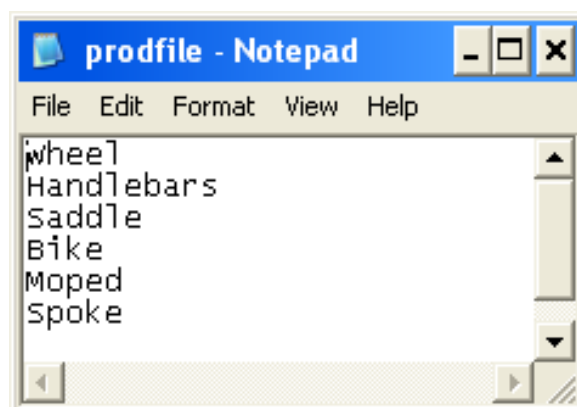 prodfile - Notepad
File Edit Format View Help
Wheel
Handlebars
Saddle
Bike
Moped
Spoke